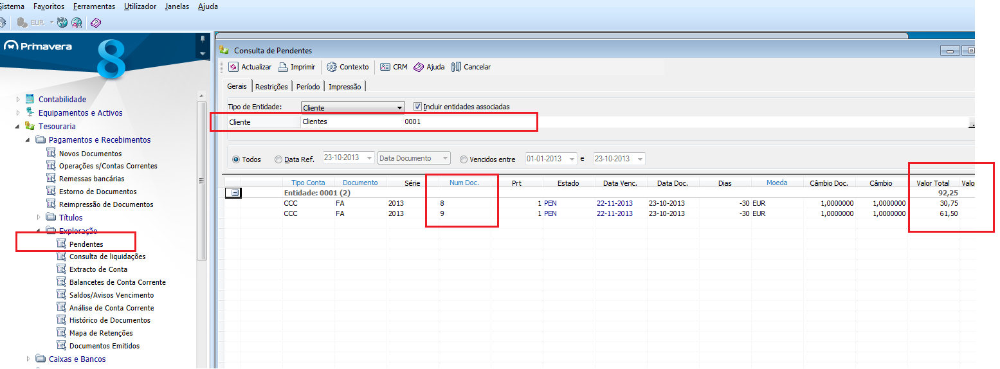 Sistema Favoritos Ferramentas Utilizador Janelas Ajuda
EUR
Primavera
8
Contabilidade
Equipamentos e Activos
Tesouraria
Pagamentos e Recebimentos
Novos Documentos
Operações s/Contas Correntes
Remessas bancárias
Estorno de Documentos
Reimpressão de Documentos
Títulos
Exploração
Pendentes
Consulta de liquidações
Extracto de Conta
Balancetes de Conta Corrente
Saldos/Avisos Vencimento
Análise de Conta Corrente
Histórico de Documentos
Mapa de Retenções
Documentos Emitidos
Caixas e Bancos
Consulta de Pendentes
Actualizar Imprimir Contexto CRM Ajuda Cancelar
Gerais Restrições Período Impressão
Tipo de Entidade: Cliente Incluir entidades associadas
Cliente Clientes 0001
Todos Data Ref. 23-10-2013 Data Documento Vencidos entre 01-01-2013 e 23-10-2013
Tipo Conta Documento Série Num Doc. Prt Estado Data Venc. Data Doc. Dias Moeda Câmbio Doc. Câmbio Valor Total Valo
Entidade: 0001 (2) 92,25
CCC FA 2013 8 1 PEN 22-11-2013 23-10-2013 -30 EUR 1,0000000 1,0000000 30,75
CCC FA 2013 9 1 PEN 22-11-2013 23-10-2013 -30 EUR 1,0000000 1,0000000 61,50